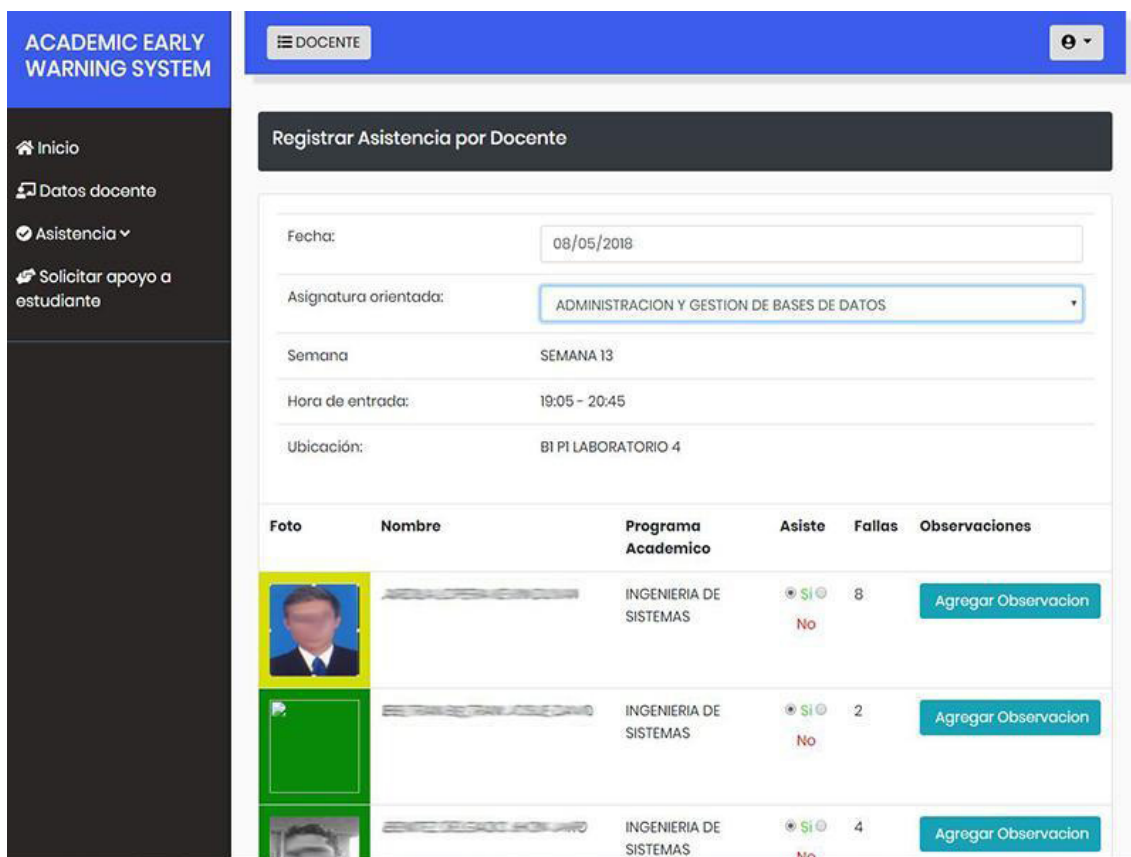 ACADEMIC EARLY
WARNING SYSTEM
DOCENTE
Inicio
Datos docente
Asistencia
Solicitar apoyo a
estudiante
Registrar Asistencia por Docente
Fecha: 08/05/2018
Asignatura orientada: ADMINISTRACION Y GESTION DE BASES DE DATOS
Semana SEMANA 13
Hora de entrada: 19:05 - 20:45
Ubicación: B1 P1 LABORATORIO 4
Foto Nombre Programa Asiste Fallas Observaciones
Academico
INGENIERIA DE Si 8 Agregar Observacion
SISTEMAS No
INGENIERIA DE Si 2 Agregar Observacion
SISTEMAS No
INGENIERIA DE Si 4 Agregar Observacion
SISTEMAS No